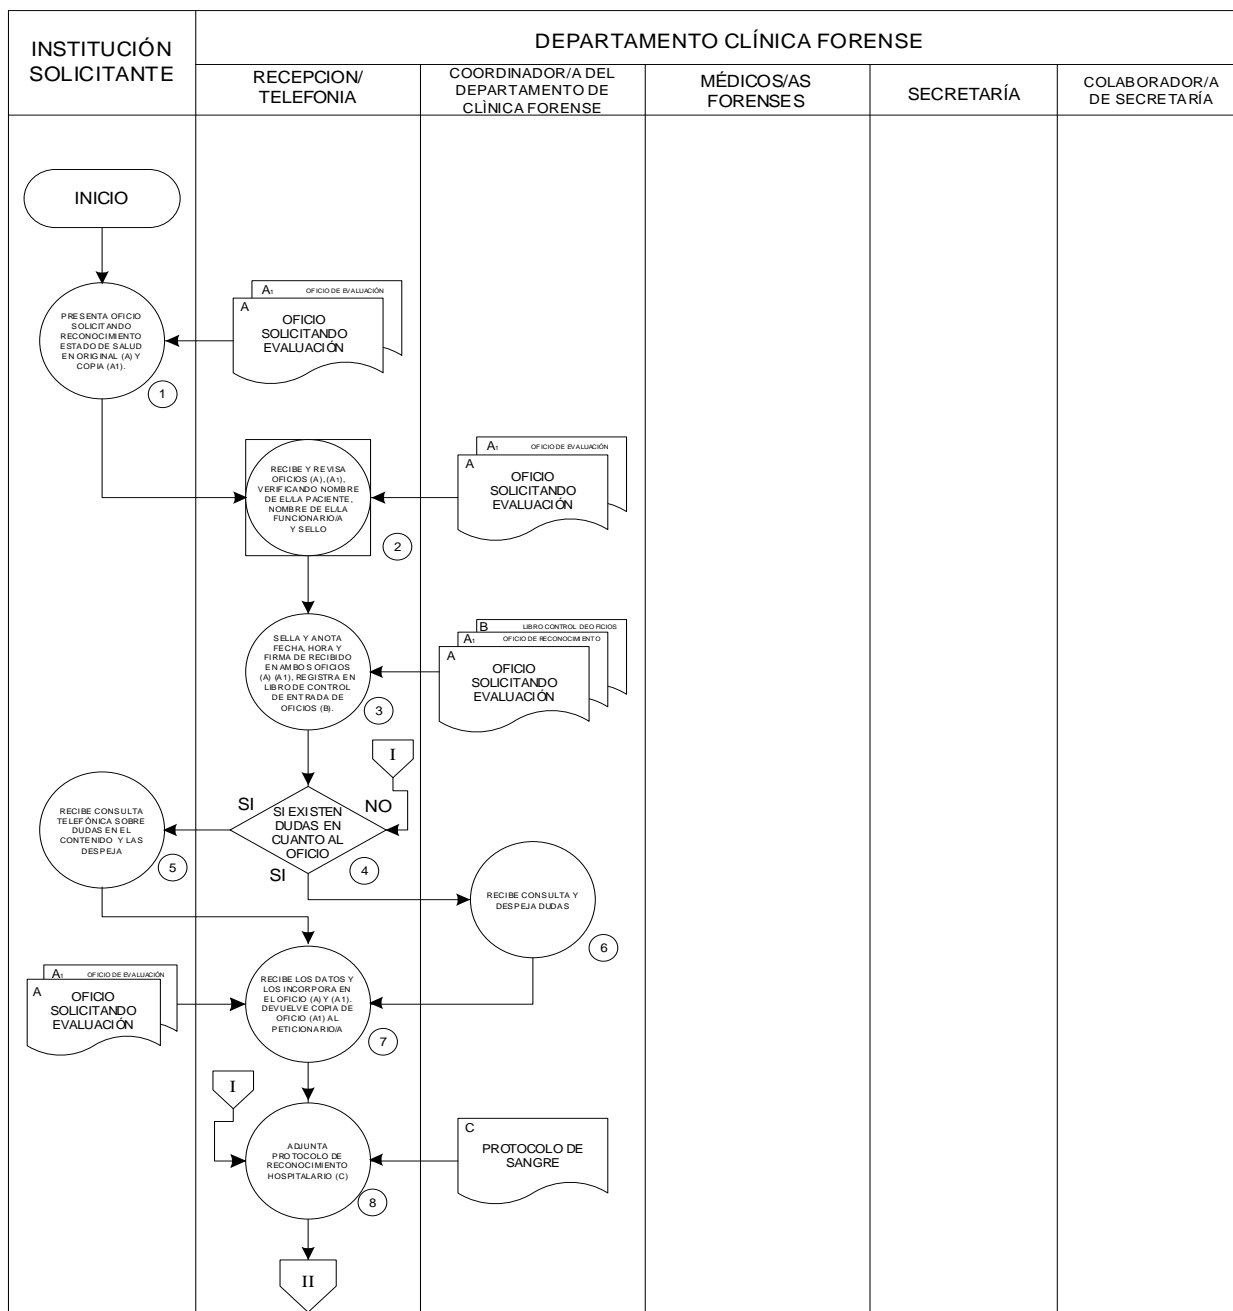 INSTITUCIÓN
SOLICITANTE
DEPARTAMENTO CLÍNICA FORENSE
RECEPCION/
TELEFONIA
COORDINADOR/A DEL
DEPARTAMENTO DE
CLÌNICA FORENSE
MÉDICOS/AS
FORENSES
SECRETARÍA
COLABORADOR/A
DE SECRETARÍA
INICIO
PRESENTA OFICIO
SOLICITANDO
RECONOCIMIENTO
ESTADO DE SALUD
EN ORIGINAL (A) Y
COPIA (A1).
1
A1 OFICIO DE EVALUACIÓN
A
OFICIO
SOLICITANDO
EVALUACIÓN
RECIBE Y REVISA
OFICIOS (A), (A1),
VERIFICANDO NOMBRE
DE EL/LA PACIENTE,
NOMBRE DE EL/LA
FUNCIONARIO/A
Y SELLO
2
A1 OFICIO DE EVALUACIÓN
A
OFICIO
SOLICITANDO
EVALUACIÓN
SELLA Y ANOTA
FECHA, HORA Y
FIRMA DE RECIBIDO
EN AMBOS OFICIOS
(A) (A1), REGISTRA EN
LIBRO DE CONTROL
DE ENTRADA DE
OFICIOS (B).
3
B LIBRO CONTROL DE OFICIOS
A1 OFICIO DE RECONOCIMIENTO
A
OFICIO
SOLICITANDO
EVALUACIÓN
I
SI
NO
SI EXISTEN
DUDAS EN
CUANTO AL
OFICIO
SI
4
RECIBE CONSULTA
TELEFÓNICA SOBRE
DUDAS EN EL
CONTENIDO Y LAS
DESPEJA
5
RECIBE CONSULTA Y
DESPEJA DUDAS
6
A1 OFICIO DE EVALUACIÓN
A
OFICIO
SOLICITANDO
EVALUACIÓN
RECIBE LOS DATOS Y
LOS INCORPORA EN
EL OFICIO (A) Y (A1).
DEVUELVE COPIA DE
OFICIO (A1) AL
PETICIONARIO/A
7
I
ADJUNTA
PROTOCOLO DE
RECONOCIMIENTO
HOSPITALARIO (C)
8
C
PROTOCOLO DE
SANGRE
II